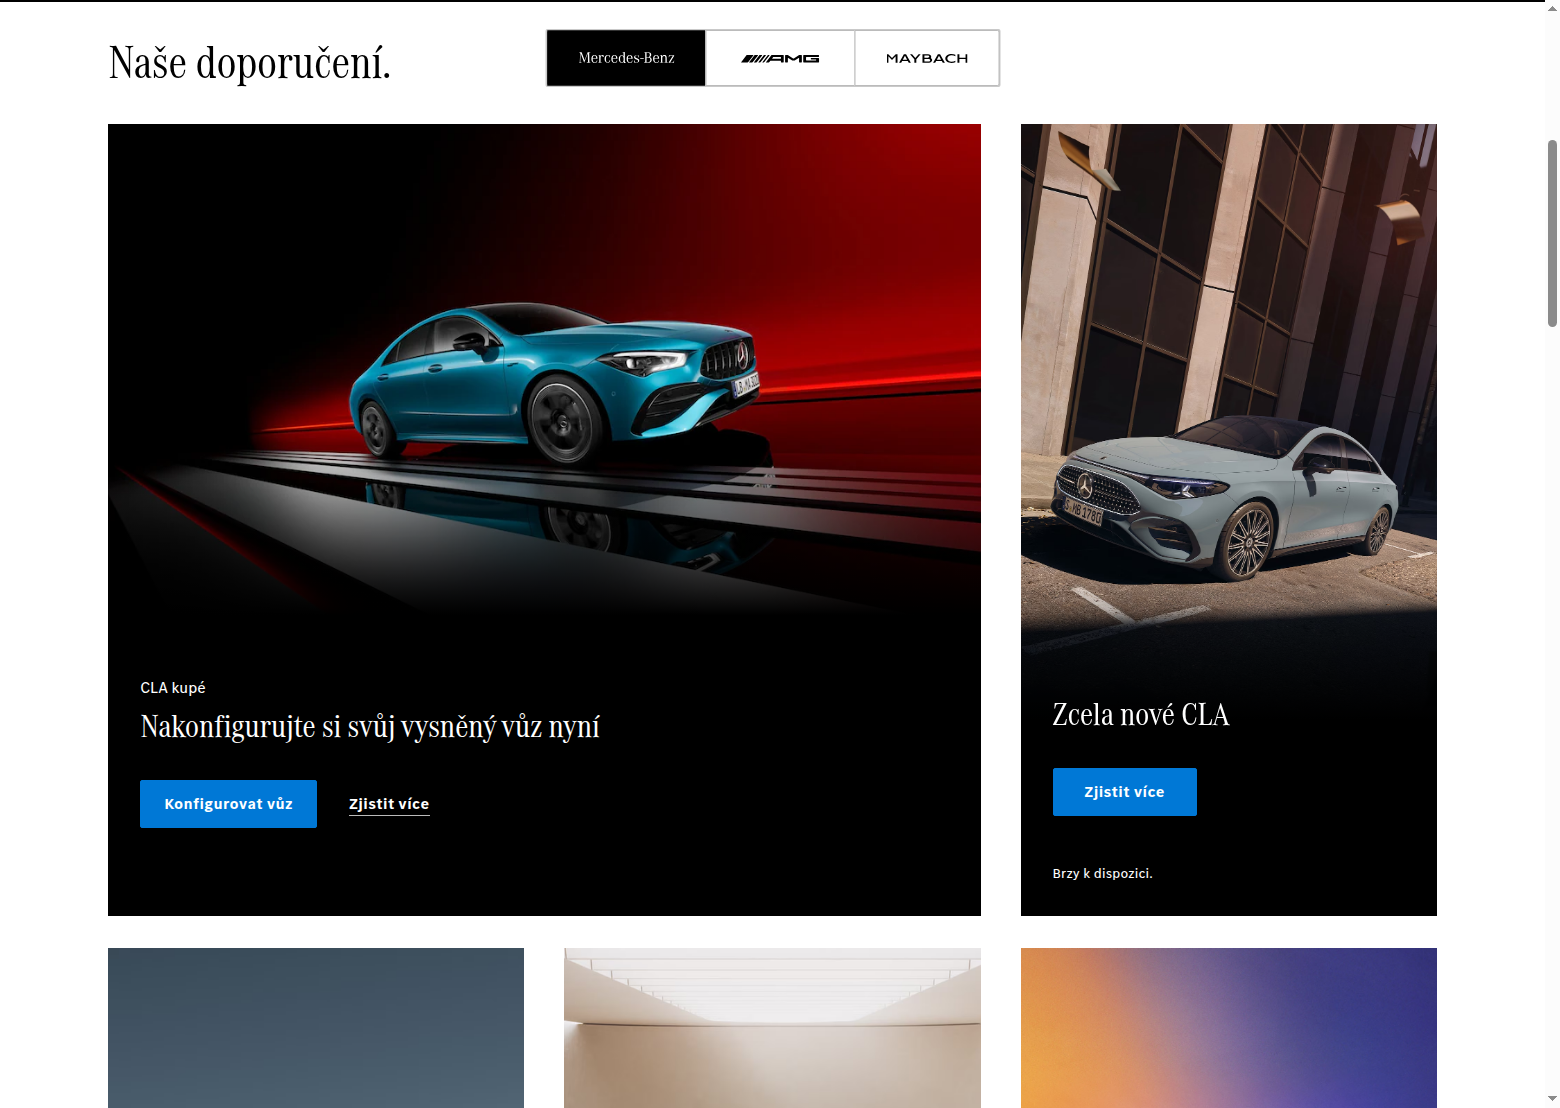 Naše doporučení.
Mercedes-Benz
AMG
MAYBACH
CLA kupé
Nakonfigurujte si svůj vysněný vůz nyní
Konfigurovat vůz
Zjistit více
Zcela nové CLA
Zjistit více
Brzy k dispozici.